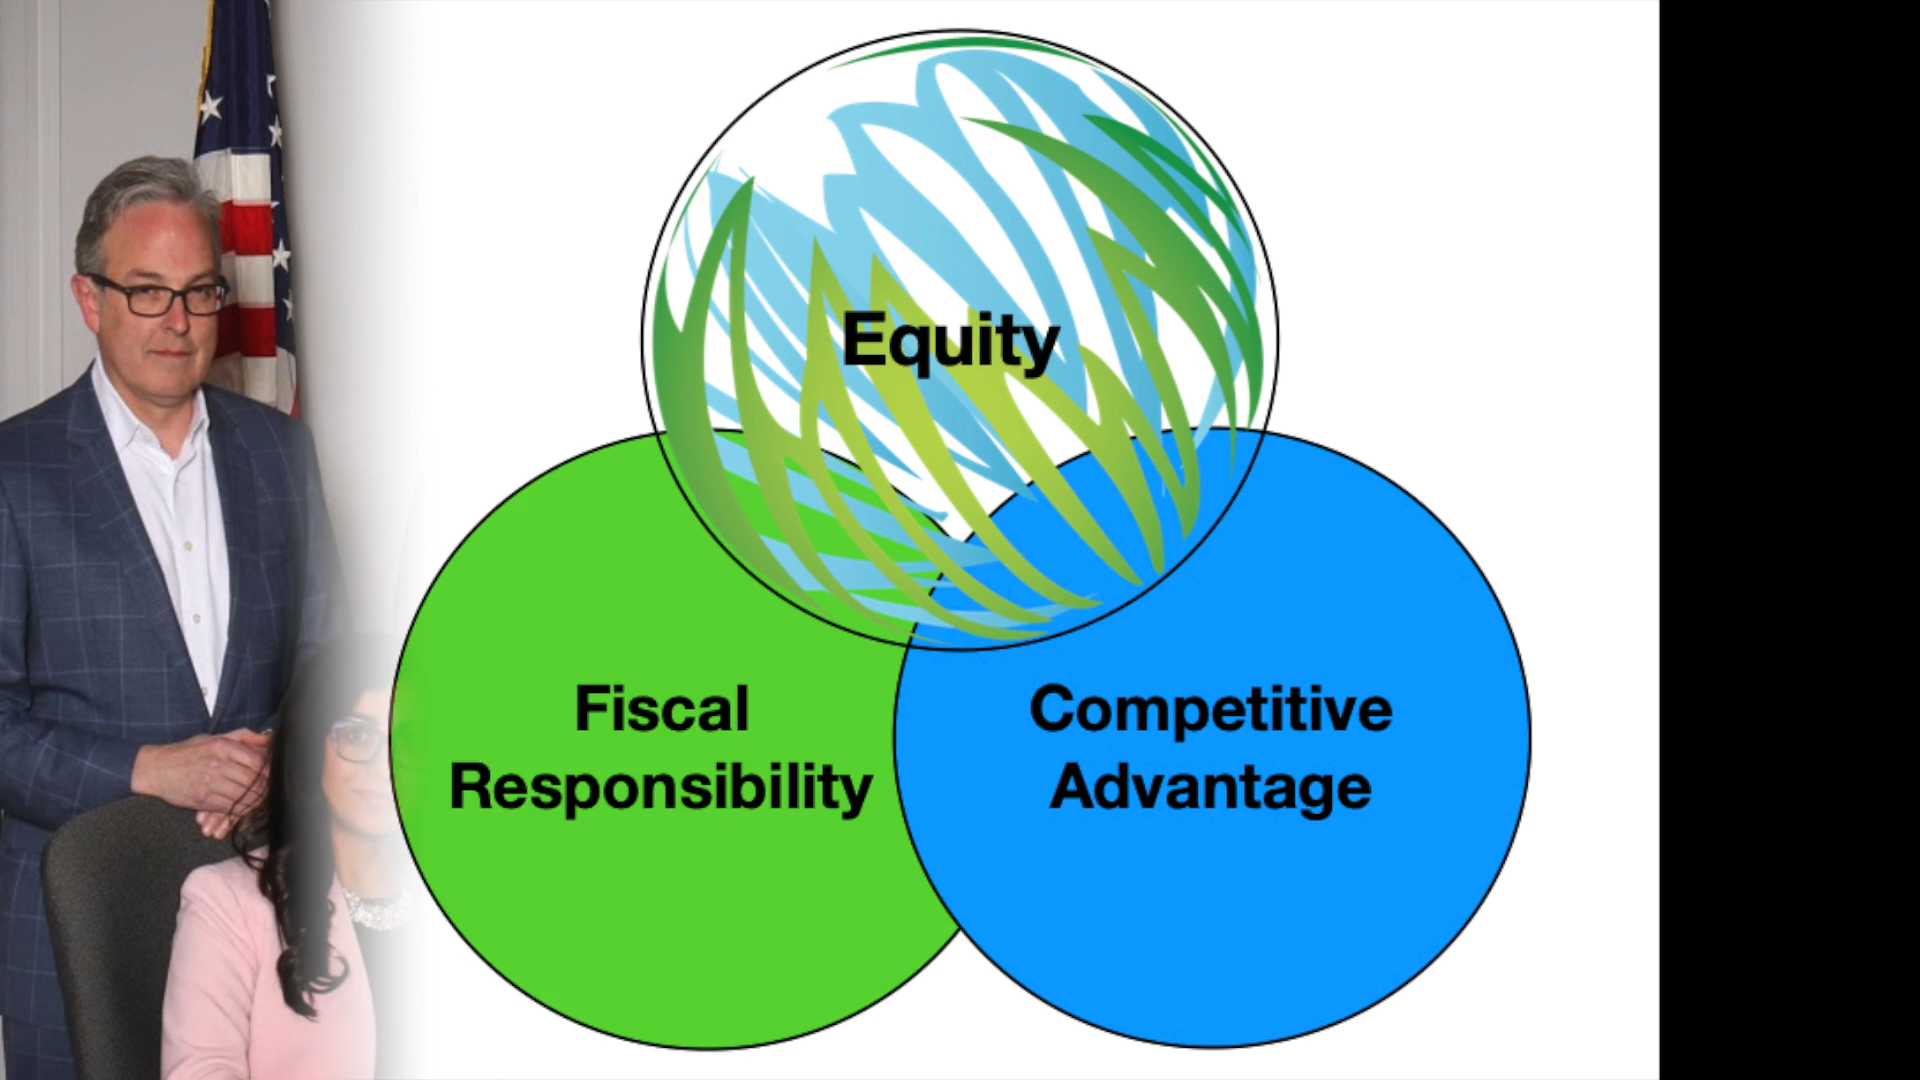 Equity
Fiscal
Responsibility
Competitive
Advantage